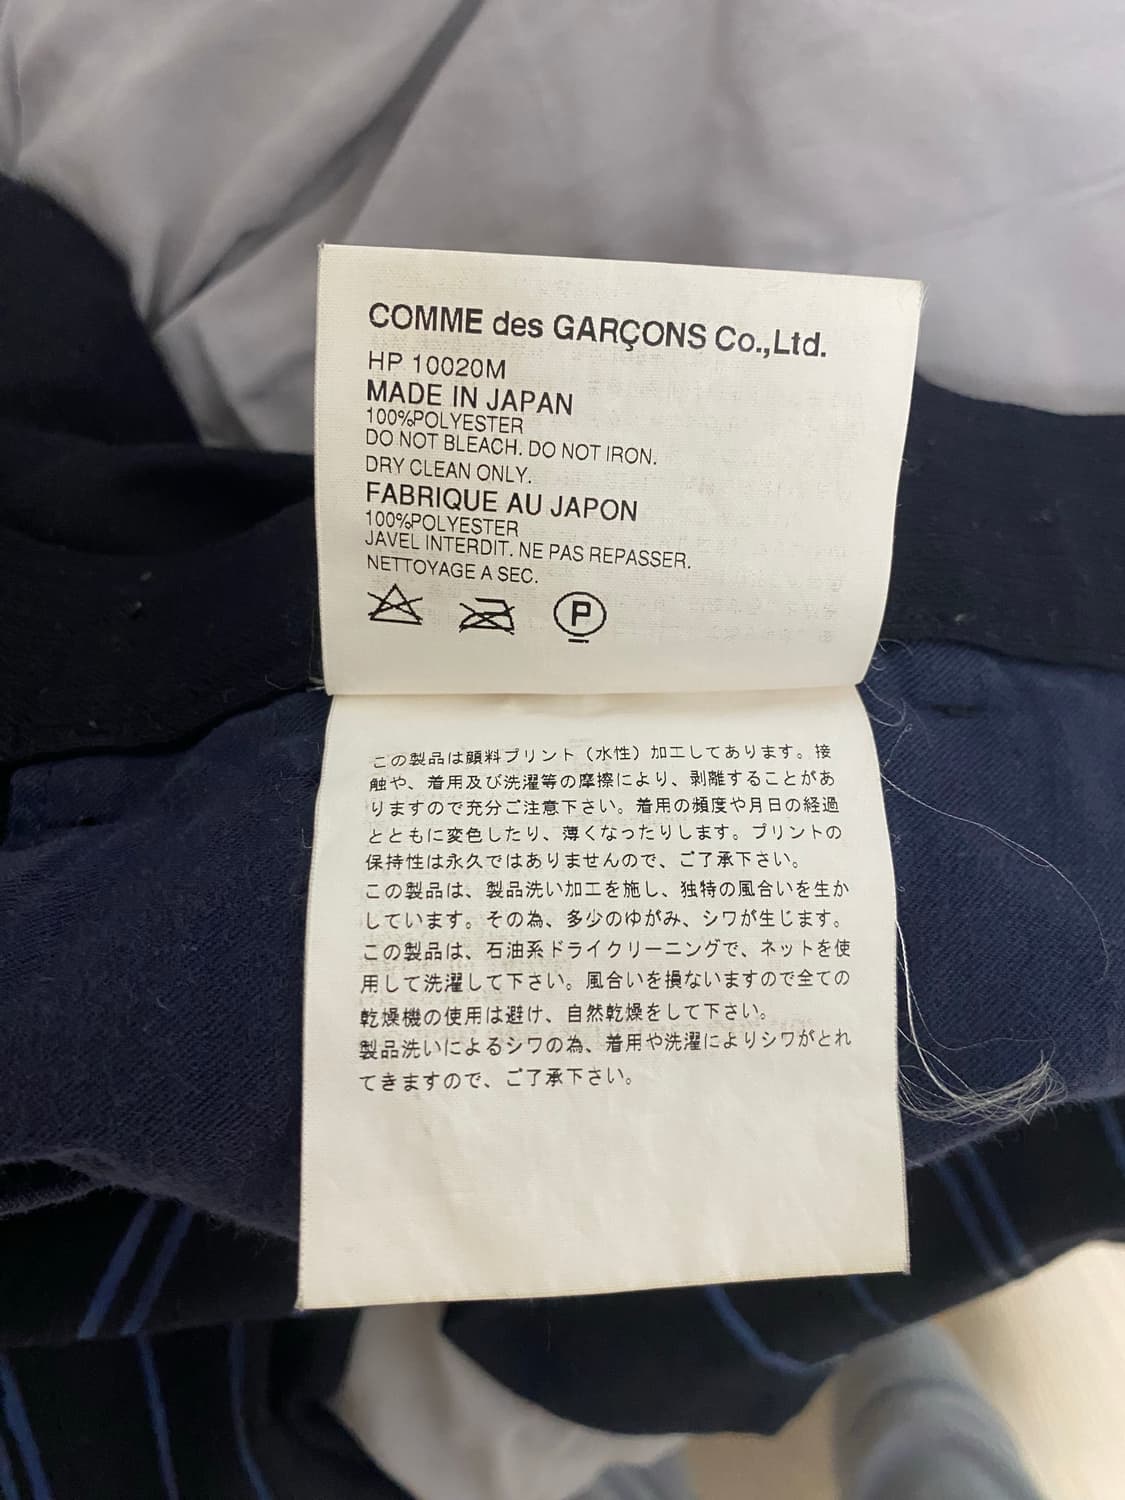 COMME des GARÇONS Co.,Ltd.
HP 10020M
MADE IN JAPAN
100%POLYESTER
DO NOT BLEACH. DO NOT IRON.
DRY CLEAN ONLY.
FABRIQUE AU JAPON
100%POLYESTER
JAVEL INTERDIT. NE PAS REPASSER.
NETTOYAGE A SEC.
P
この製品は顔料プリント（水性）加工してあります。接
触や、着用及び洗濯等の摩擦により、剥離することがあ
りますので充分ご注意下さい。着用の頻度や月日の経過
とともに変色したり、薄くなったりします。プリントの
保持性は永久ではありませんので、ご了承下さい。
この製品は、製品洗い加工を施し、独特の風合いを生か
しています。その為、多少のゆがみ、シワが生じます。
この製品は、石油系ドライクリーニングで、ネットを使
用して洗濯して下さい。風合いを損ないますので全ての
乾燥機の使用は避け、自然乾燥をして下さい。
製品洗いによるシワの為、着用や洗濯によりシワがとれ
てきますので、ご了承下さい。